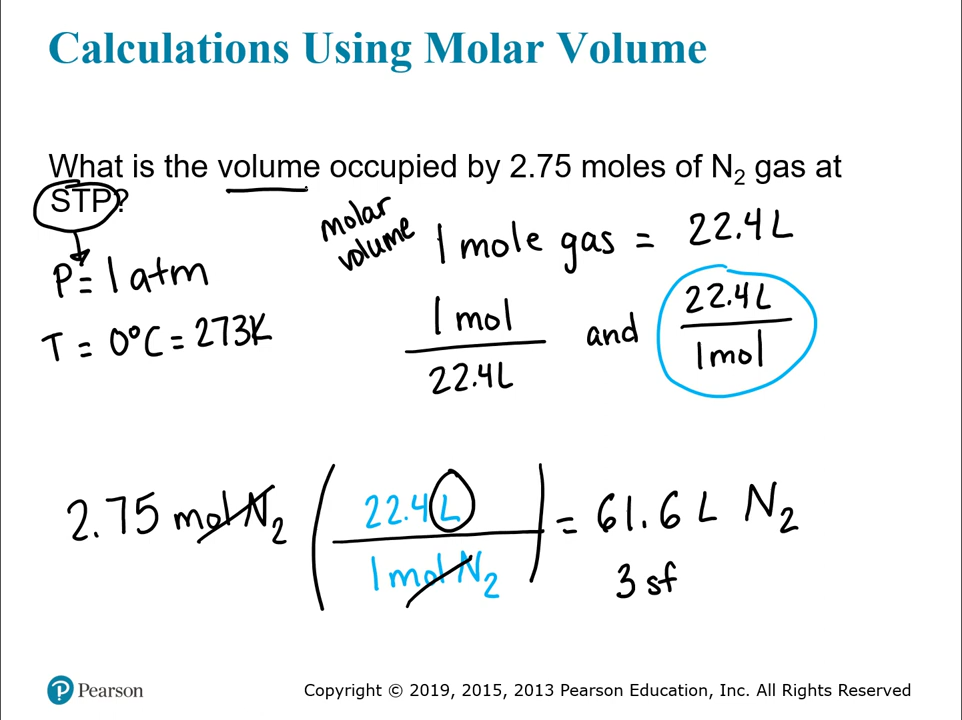 Calculations Using Molar Volume
What is the volume occupied by 2.75 moles of N₂ gas at
STP?
molar
volume
1 mole gas = 22.4L
P = 1 atm
T = 0°C = 273K
1 mol
22.4L
and
22.4L
1mol
2.75 mol N₂ ( 22.4 L
1 mol N₂ ) = 61.6 L N₂
3 sf
Pearson
Copyright © 2019, 2015, 2013 Pearson Education, Inc. All Rights Reserved